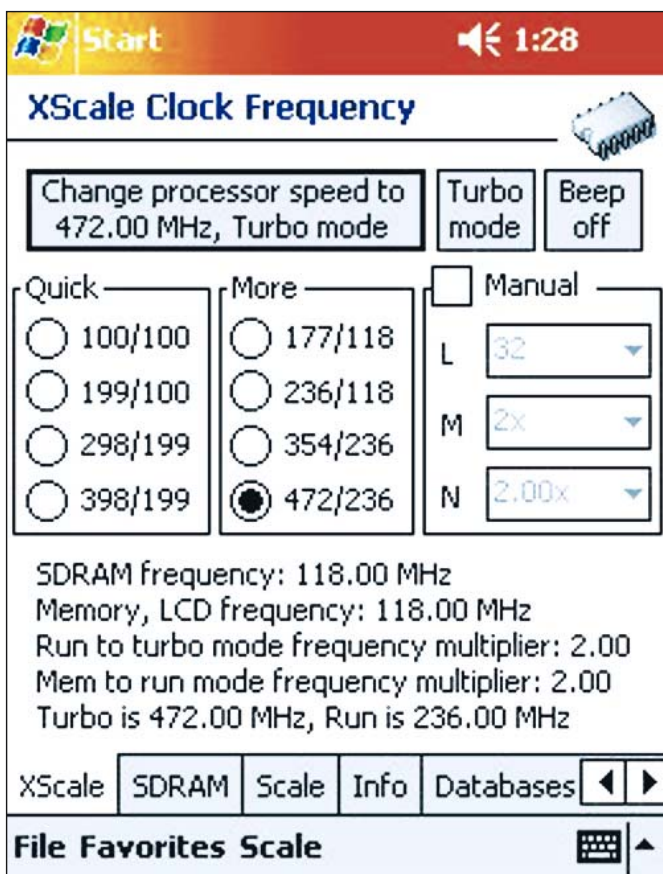 Start 1:28
XScale Clock Frequency
Change processor speed to
472.00 MHz, Turbo mode
Turbo
mode
Beep
off
Quick
100/100
199/100
298/199
398/199
More
177/118
236/118
354/236
472/236
Manual
L 32
M 2x
N 2.00x
SDRAM frequency: 118.00 MHz
Memory, LCD frequency: 118.00 MHz
Run to turbo mode frequency multiplier: 2.00
Mem to run mode frequency multiplier: 2.00
Turbo is 472.00 MHz, Run is 236.00 MHz
XScale SDRAM Scale Info Databases
File Favorites Scale